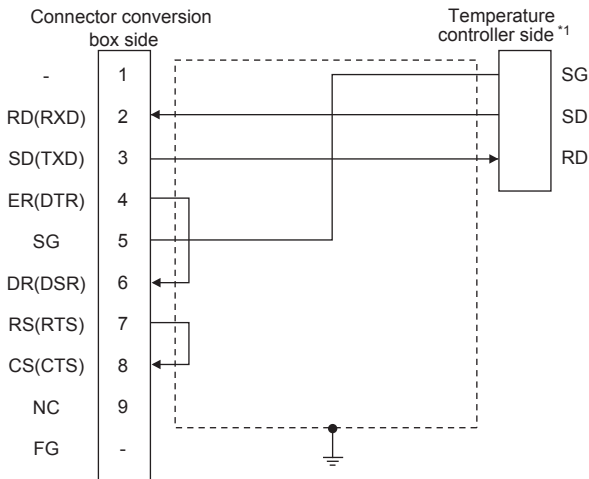 Connector conversion
box side
Temperature
controller side *1
- 1
RD(RXD) 2
SD(TXD) 3
ER(DTR) 4
SG 5
DR(DSR) 6
RS(RTS) 7
CS(CTS) 8
NC 9
FG -
SG
SD
RD